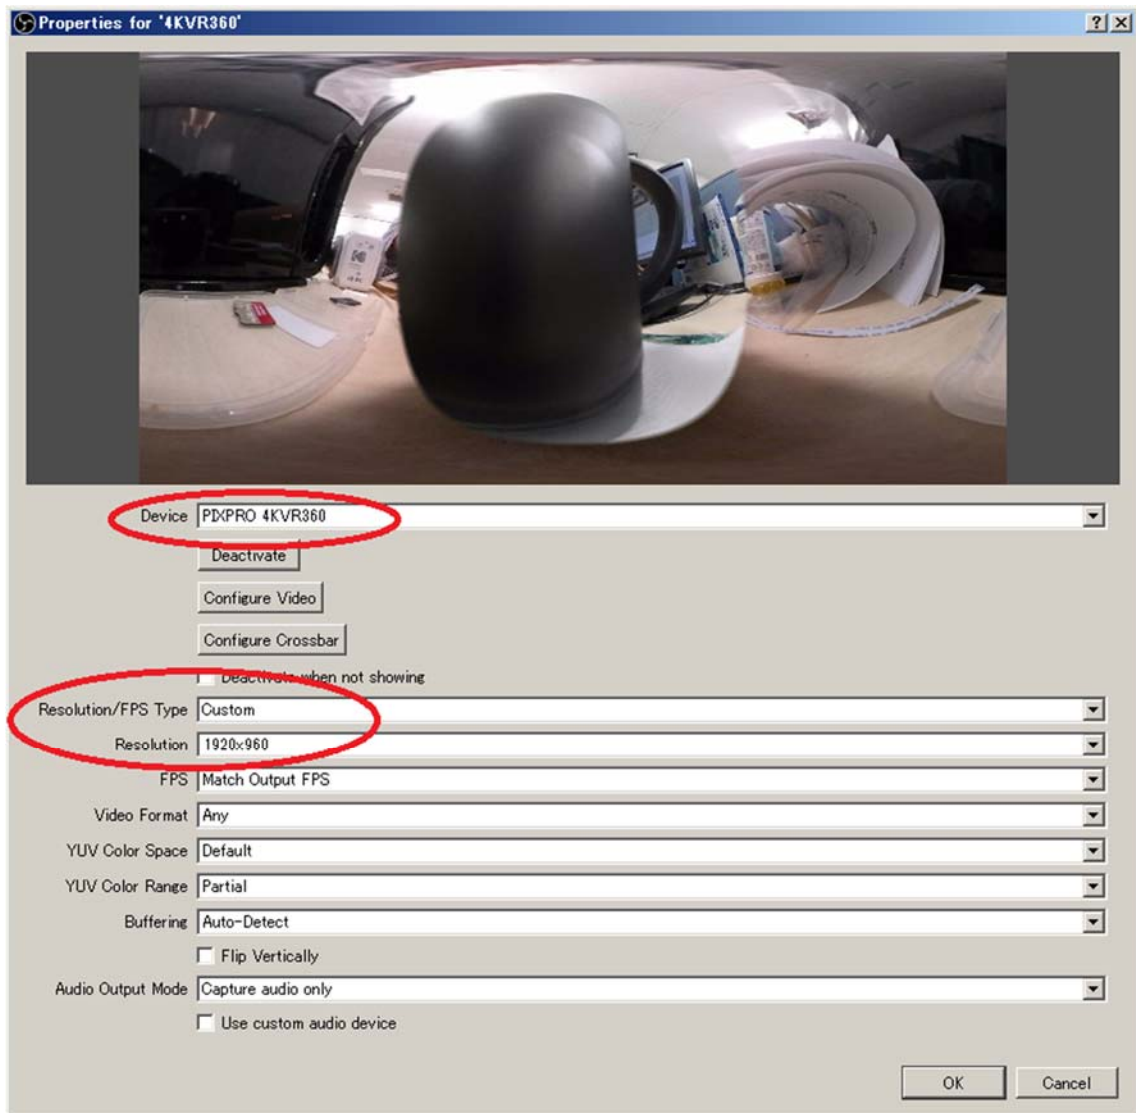 Properties for '4KVR360'
Device PIXPRO 4KVR360
Deactivate
Configure Video
Configure Crossbar
Deactivate when not showing
Resolution/FPS Type Custom
Resolution 1920x960
FPS Match Output FPS
Video Format Any
YUV Color Space Default
YUV Color Range Partial
Buffering Auto-Detect
Flip Vertically
Audio Output Mode Capture audio only
Use custom audio device
OK Cancel